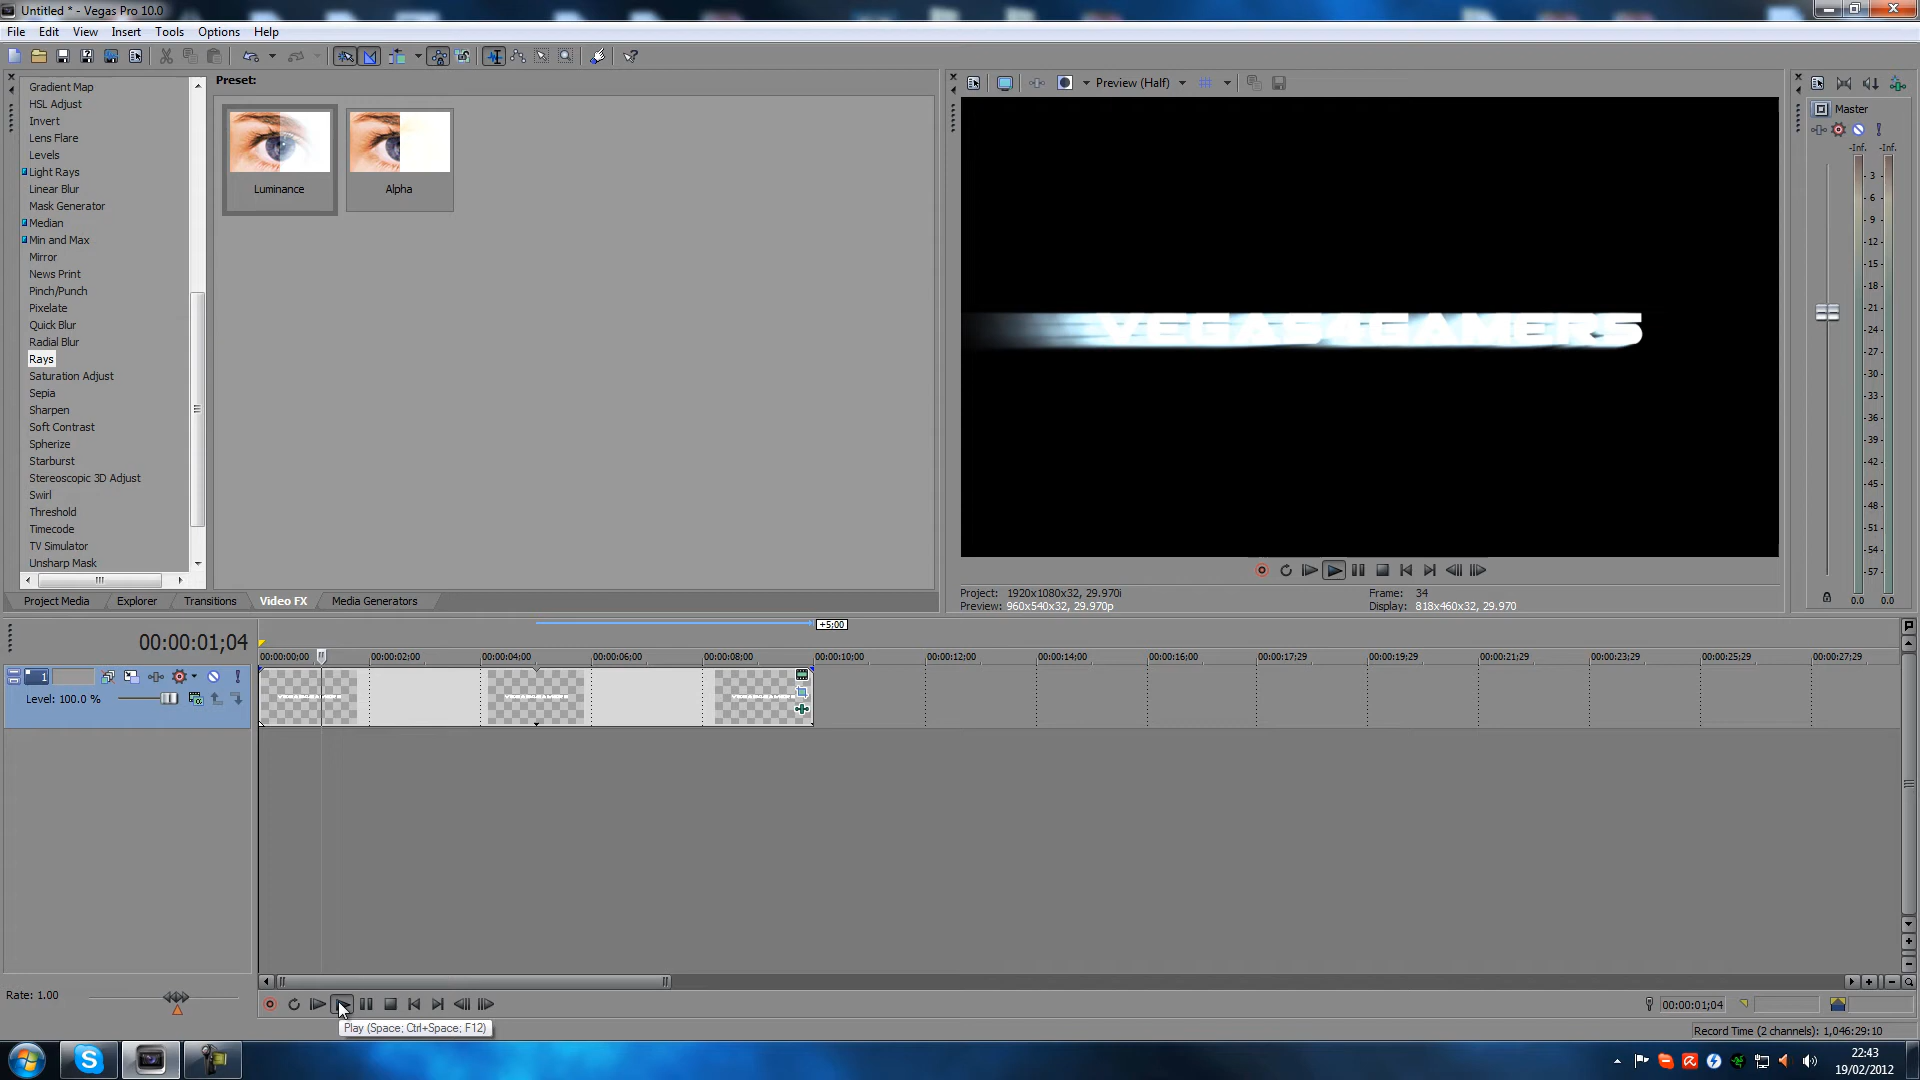 Untitled * - Vegas Pro 10.0
File Edit View Insert Tools Options Help
Gradient Map
HSL Adjust
Invert
Lens Flare
Levels
Light Rays
Linear Blur
Mask Generator
Median
Min and Max
Mirror
News Print
Pinch/Punch
Pixelate
Quick Blur
Radial Blur
Rays
Saturation Adjust
Sepia
Sharpen
Soft Contrast
Spherize
Starburst
Stereoscopic 3D Adjust
Swirl
Threshold
Timecode
TV Simulator
Unsharp Mask
Preset:
Luminance
Alpha
Project Media Explorer Transitions Video FX Media Generators
Preview (Half)
VEGAS4GAMERS
Project: 1920x1080x32, 29.970i
Preview: 960x540x32, 29.970p
Frame: 34
Display: 818x460x32, 29.970
Master
-Inf. -Inf.
3
6
9
12
15
18
21
24
27
30
33
36
39
42
45
48
51
54
57
0.0 0.0
00:00:01;04
+5:00
00:00:00;00 00:00:02;00 00:00:04;00 00:00:06;00 00:00:08;00 00:00:10;00 00:00:12;00 00:00:14;00 00:00:16;00 00:00:17;29 00:00:19;29 00:00:21;29 00:00:23;29 00:00:25;29 00:00:27;29
1
Level: 100.0 %
VEGAS4GAMERS VEGAS4GAMERS VEGAS4GAMERS
Rate: 1.00
Play (Space; Ctrl+Space; F12)
00:00:01;04
Record Time (2 channels): 1,046:29:10
22:43
19/02/2012